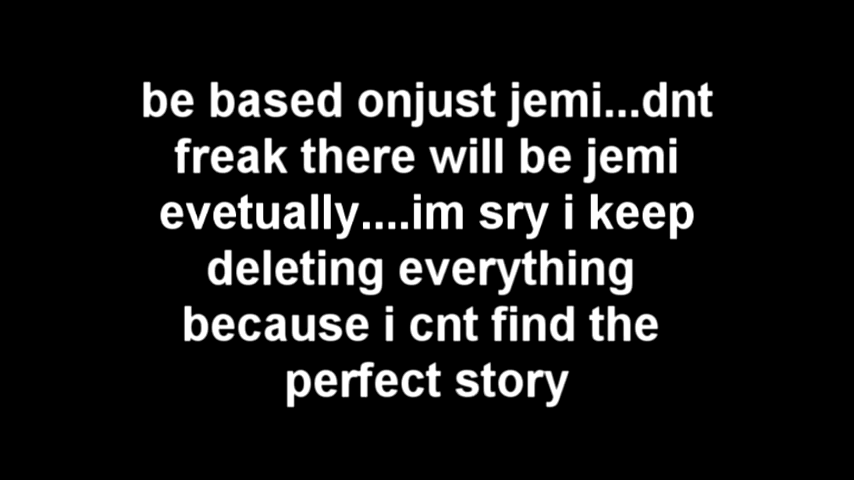 be based onjust jemi...dnt
freak there will be jemi
evetually....im sry i keep
deleting everything
because i cnt find the
perfect story